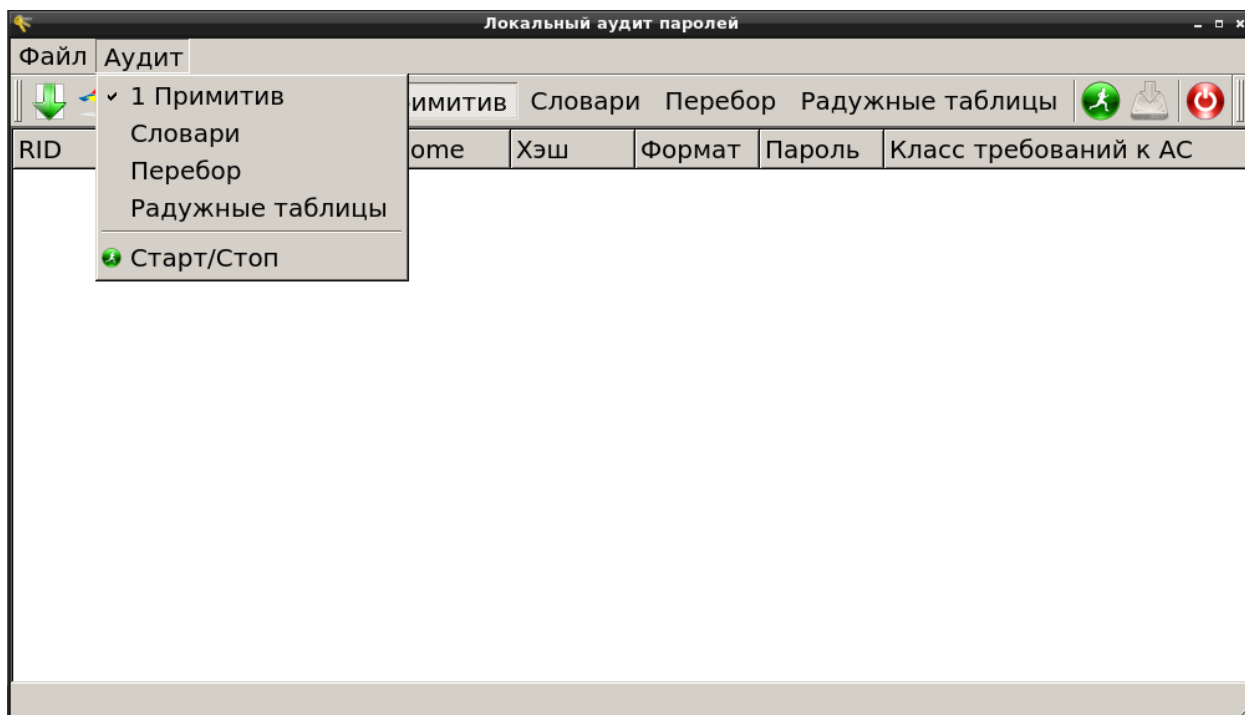 Локальный аудит паролей
Файл Аудит
1 Примитив
Словари
Перебор
Радужные таблицы
Старт/Стоп
имитив Словари Перебор Радужные таблицы
RID ome Хэш Формат Пароль Класс требований к АС